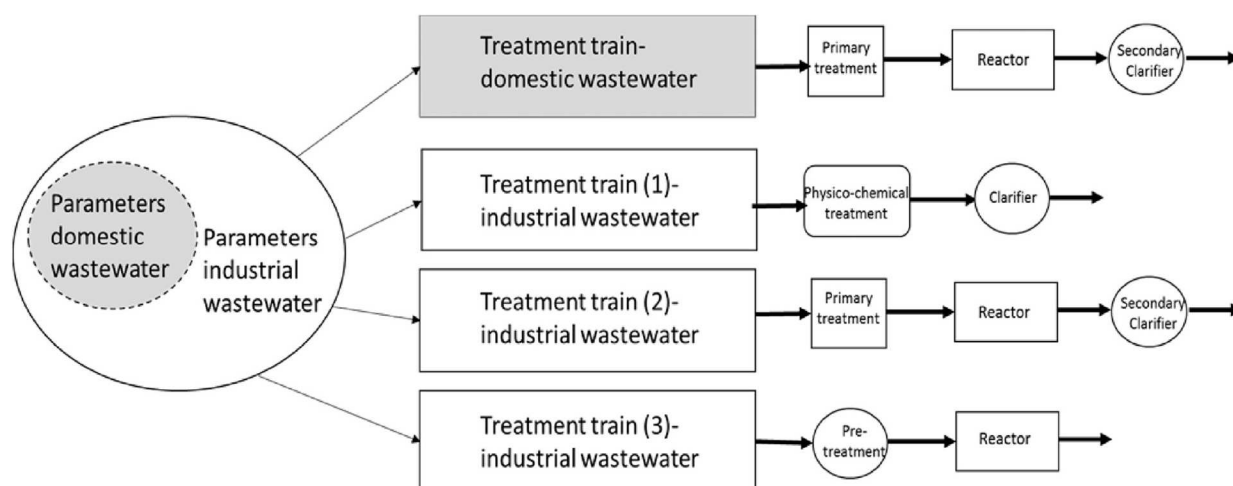 Parameters
domestic
wastewater
Parameters
industrial
wastewater
Treatment train-
domestic wastewater
Primary
treatment
Reactor
Secondary
Clarifier
Treatment train (1)-
industrial wastewater
Physico-chemical
treatment
Clarifier
Treatment train (2)-
industrial wastewater
Primary
treatment
Reactor
Secondary
Clarifier
Treatment train (3)-
industrial wastewater
Pre-
treatment
Reactor